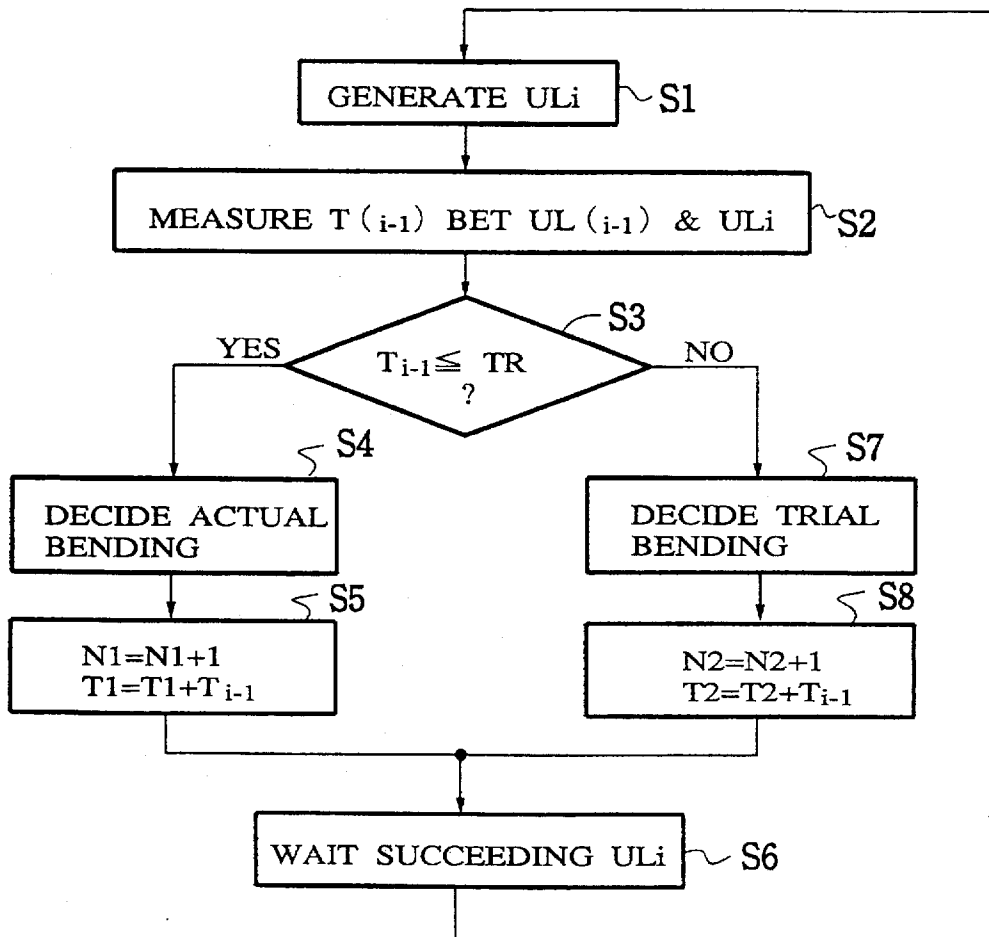 GENERATE ULi
S1
MEASURE T(i-1) BET UL(i-1) & ULi
S2
S3
YES
Ti-1≦ TR
?
NO
S4
S7
DECIDE ACTUAL
BENDING
DECIDE TRIAL
BENDING
S5
S8
N1=N1+1
T1=T1+Ti-1
N2=N2+1
T2=T2+Ti-1
WAIT SUCCEEDING ULi
S6